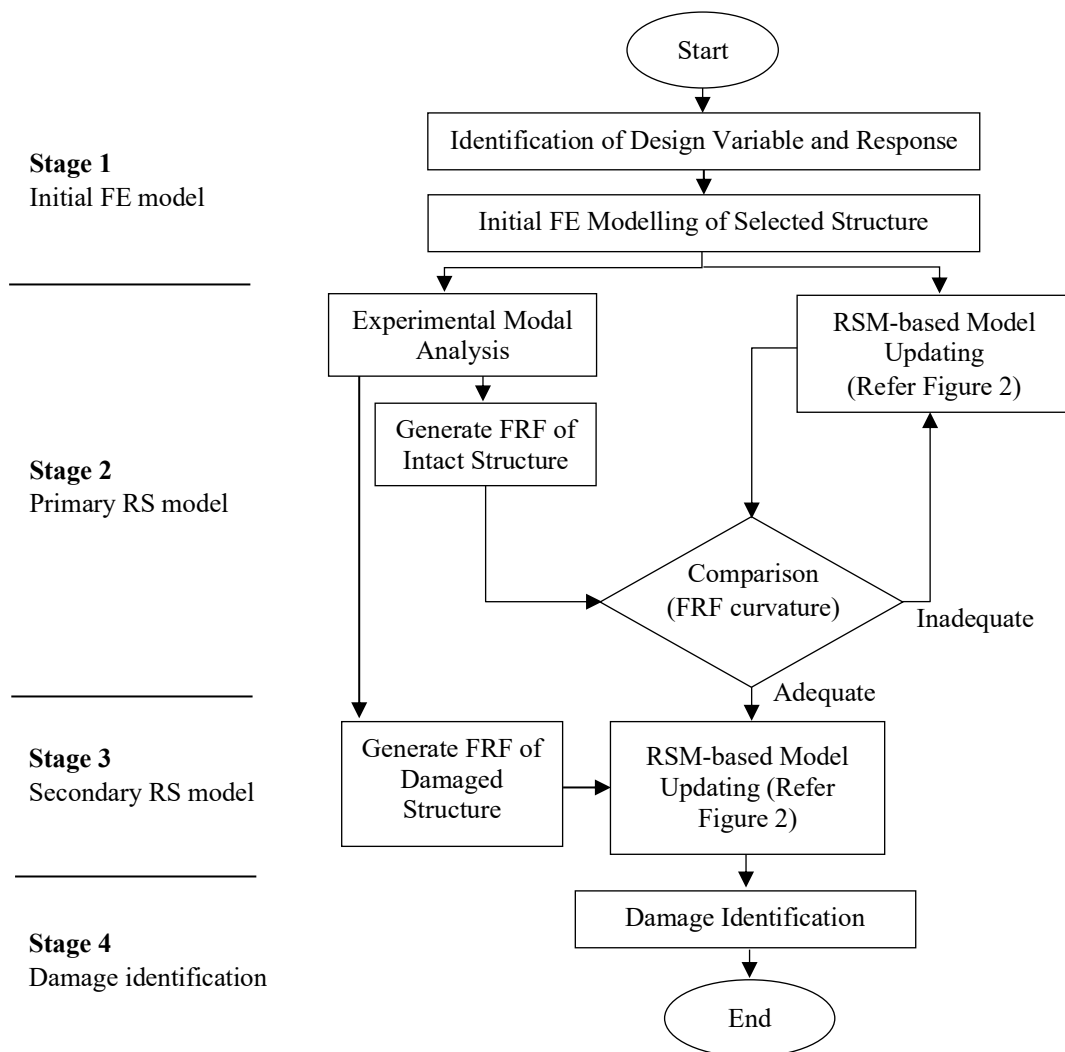 Start
Identification of Design Variable and Response
Stage 1
Initial FE model
Initial FE Modelling of Selected Structure
Experimental Modal
Analysis
RSM-based Model
Updating
(Refer Figure 2)
Generate FRF of
Intact Structure
Stage 2
Primary RS model
Comparison
(FRF curvature)
Inadequate
Adequate
Stage 3
Secondary RS model
Generate FRF of
Damaged
Structure
RSM-based Model
Updating (Refer
Figure 2)
Damage Identification
Stage 4
Damage identification
End